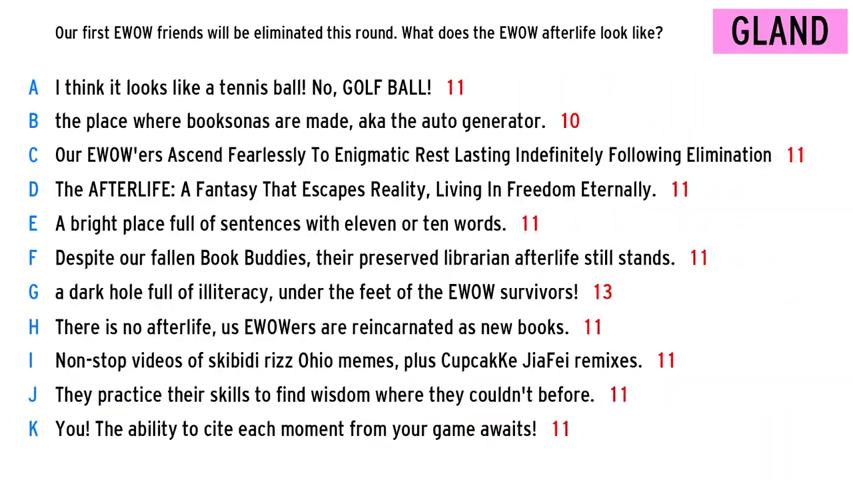 Our first EWOW friends will be eliminated this round. What does the EWOW afterlife look like?
GLAND
A I think it looks like a tennis ball! No, GOLF BALL! 11
B the place where booksonas are made, aka the auto generator. 10
C Our EWOW'ers Ascend Fearlessly To Enigmatic Rest Lasting Indefinitely Following Elimination 11
D The AFTERLIFE: A Fantasy That Escapes Reality, Living In Freedom Eternally. 11
E A bright place full of sentences with eleven or ten words. 11
F Despite our fallen Book Buddies, their preserved librarian afterlife still stands. 11
G a dark hole full of illiteracy, under the feet of the EWOW survivors! 13
H There is no afterlife, us EWOWers are reincarnated as new books. 11
I Non-stop videos of skibidi rizz Ohio memes, plus CupcakKe JiaFei remixes. 11
J They practice their skills to find wisdom where they couldn't before. 11
K You! The ability to cite each moment from your game awaits! 11